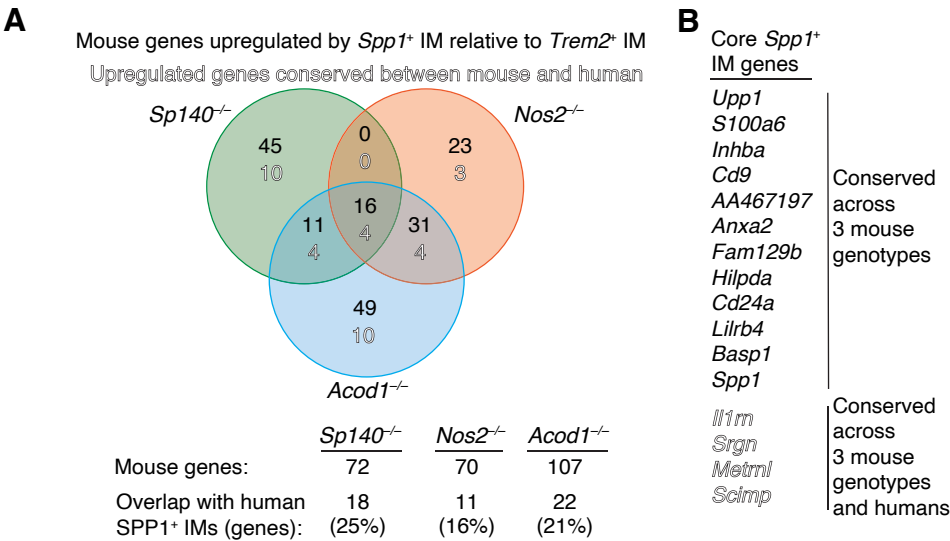 A
Mouse genes upregulated by Spp1⁺ IM relative to Trem2⁺ IM
Upregulated genes conserved between mouse and human
Sp140⁻/⁻
Nos2⁻/⁻
45
10
0
0
23
3
16
4
11
4
31
4
49
10
Acod1⁻/⁻
Sp140⁻/⁻ Nos2⁻/⁻ Acod1⁻/⁻
Mouse genes: 72 70 107
Overlap with human 18 11 22
SPP1⁺ IMs (genes): (25%) (16%) (21%)
B
Core Spp1⁺
IM genes
Upp1
S100a6
Inhba
Cd9
AA467197
Anxa2
Fam129b
Hilpda
Cd24a
Lilrb4
Basp1
Spp1
Conserved
across
3 mouse
genotypes
Il1rn
Srgn
Metrnl
Scimp
Conserved
across
3 mouse
genotypes
and humans